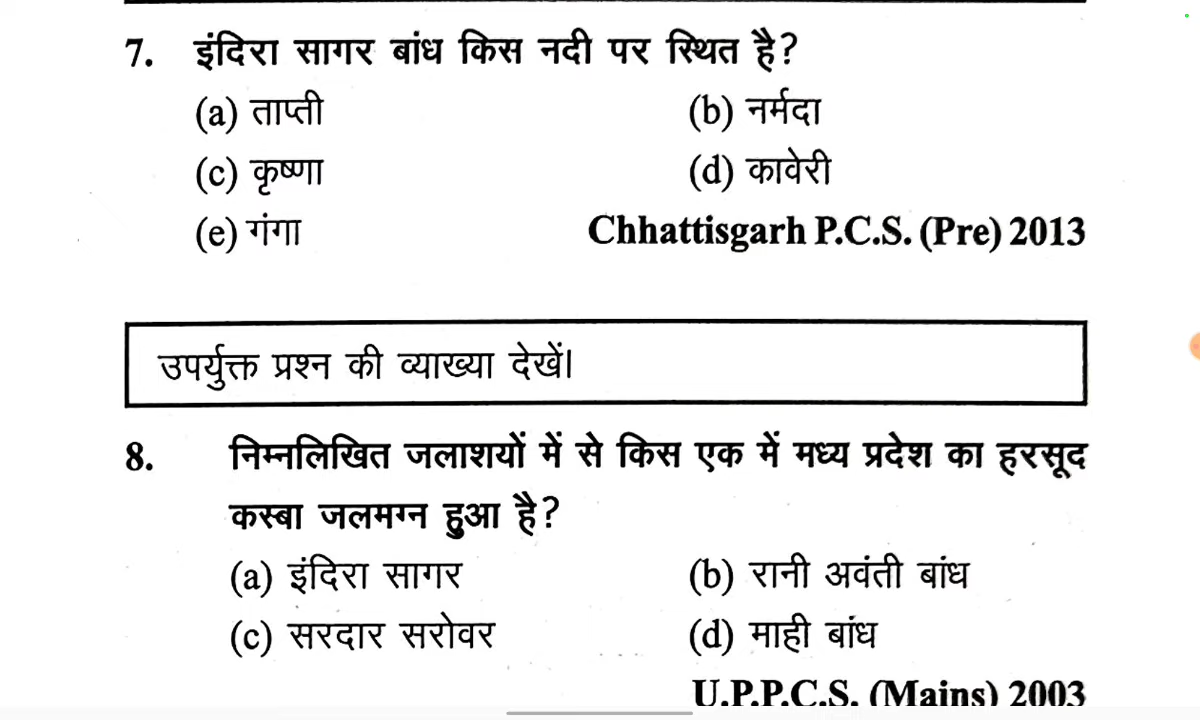 7. इंदिरा सागर बांध किस नदी पर स्थित है?
(a) ताप्ती (b) नर्मदा
(c) कृष्णा (d) कावेरी
(e) गंगा Chhattisgarh P.C.S. (Pre) 2013
उपर्युक्त प्रश्न की व्याख्या देखें।
8. निम्नलिखित जलाशयों में से किस एक में मध्य प्रदेश का हरसूद
कस्बा जलमग्न हुआ है?
(a) इंदिरा सागर (b) रानी अवंती बांध
(c) सरदार सरोवर (d) माही बांध
U.P.P.C.S. (Mains) 2003